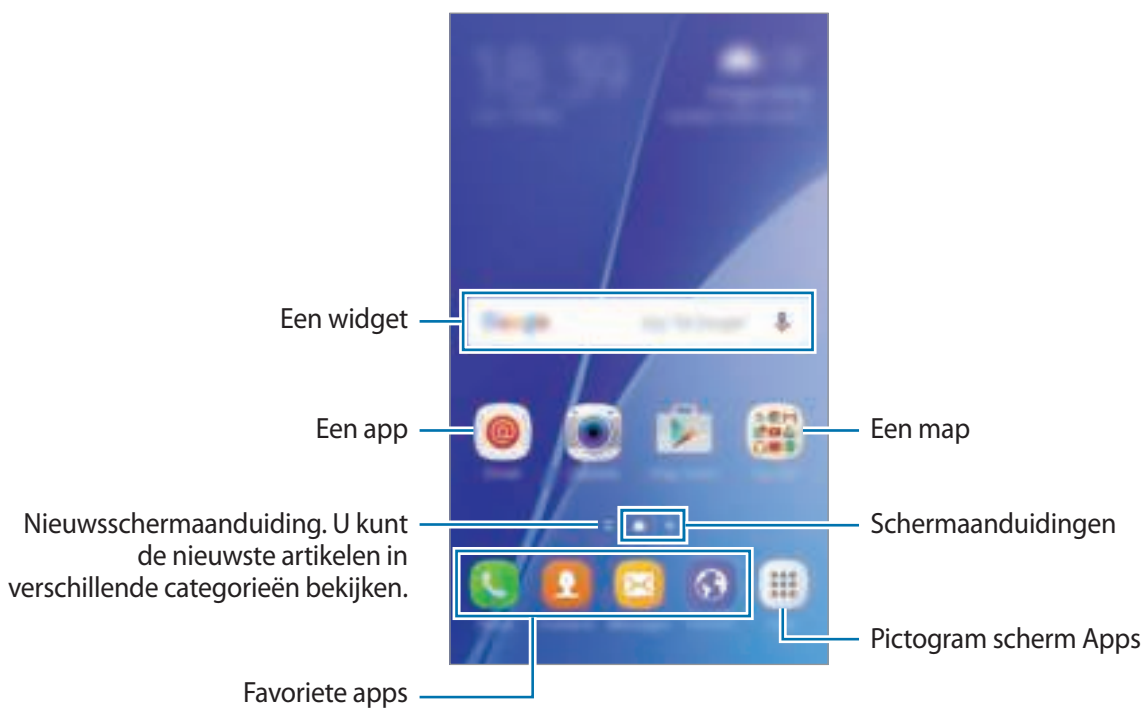 Een widget
Google
Een app
Een map
Nieuwsschermaanduiding. U kunt
de nieuwste artikelen in
verschillende categorieën bekijken.
Schermaanduidingen
Pictogram scherm Apps
Favoriete apps